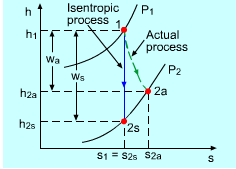 h
Isentropic
process
P₁
h₁
1
Actual
process
wₐ
wₛ
P₂
h₂ₐ
2a
h₂ₛ
2s
s₁ = s₂ₛ
s₂ₐ
s